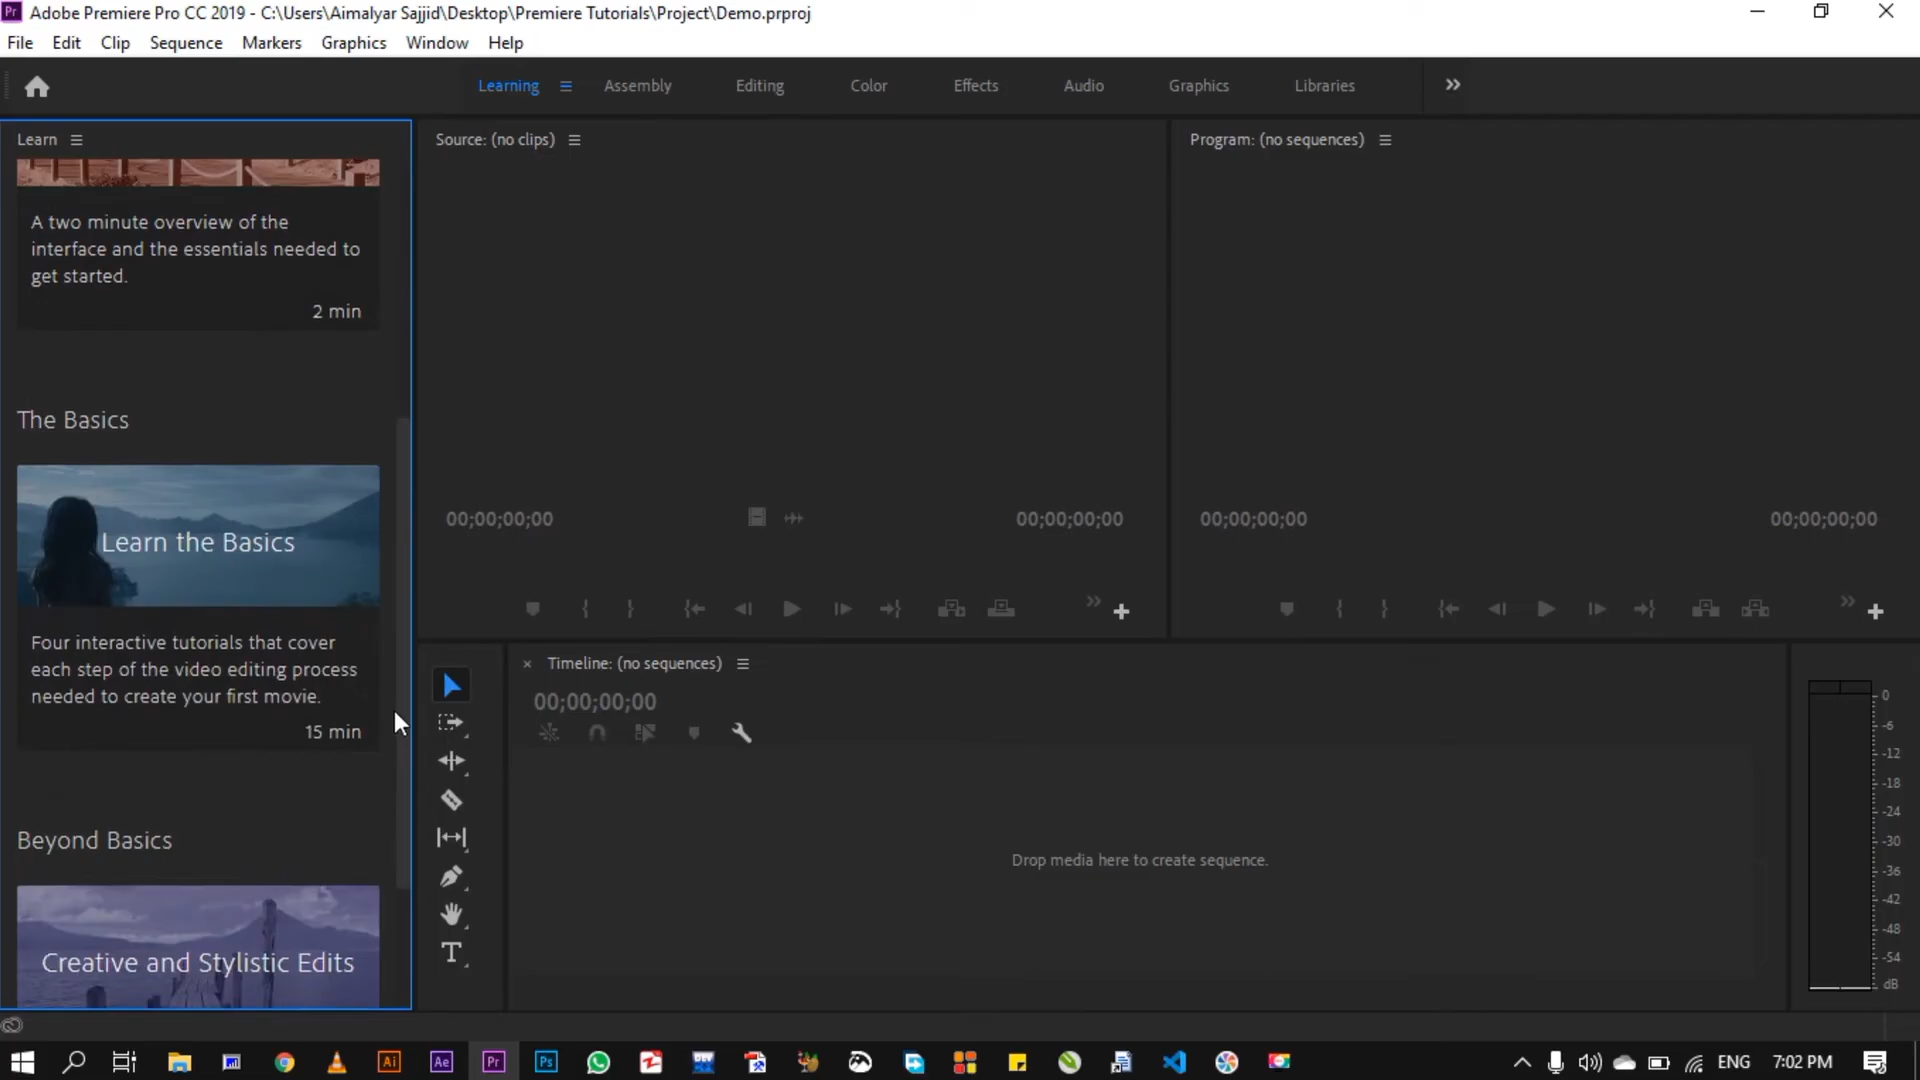 Adobe Premiere Pro CC 2019 - C:\Users\Aimalyar Sajjid\Desktop\Premiere Tutorials\Project\Demo.prproj
File Edit Clip Sequence Markers Graphics Window Help
Learning Assembly Editing Color Effects Audio Graphics Libraries
Learn
A two minute overview of the
interface and the essentials needed to
get started.
2 min
The Basics
Learn the Basics
Four interactive tutorials that cover
each step of the video editing process
needed to create your first movie.
15 min
Beyond Basics
Creative and Stylistic Edits
Source: (no clips)
00;00;00;00 00;00;00;00
Program: (no sequences)
00;00;00;00 00;00;00;00
Timeline: (no sequences)
00;00;00;00
Drop media here to create sequence.
0
-6
-12
-18
-24
-30
-36
-42
-48
-54
dB
ENG 7:02 PM